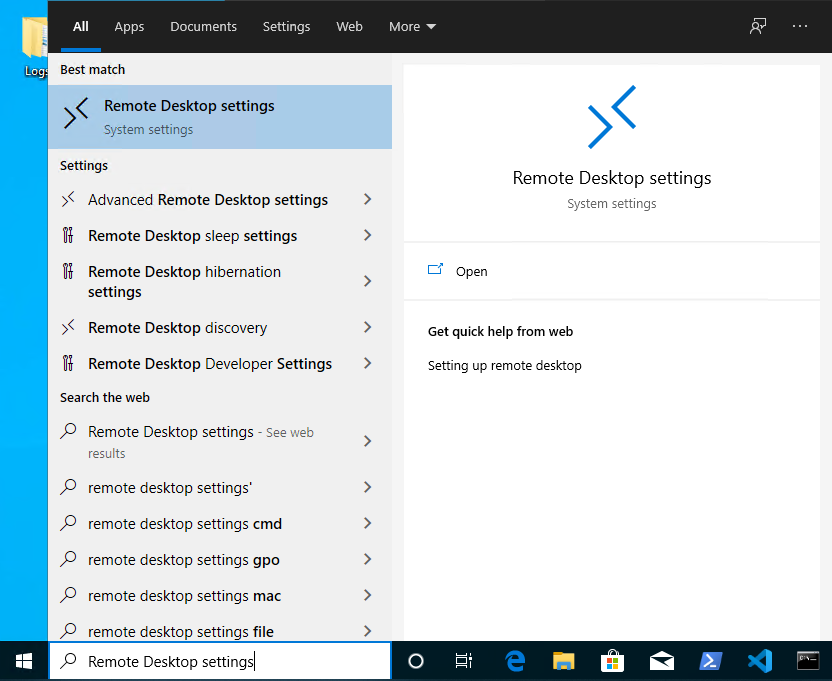 All Apps Documents Settings Web More
Logs
Best match
Remote Desktop settings
System settings
Settings
Advanced Remote Desktop settings
Remote Desktop sleep settings
Remote Desktop hibernation
settings
Remote Desktop discovery
Remote Desktop Developer Settings
Search the web
Remote Desktop settings - See web
results
remote desktop settings'
remote desktop settings cmd
remote desktop settings gpo
remote desktop settings mac
remote desktop settings file
Remote Desktop settings
System settings
Open
Get quick help from web
Setting up remote desktop
Remote Desktop settings